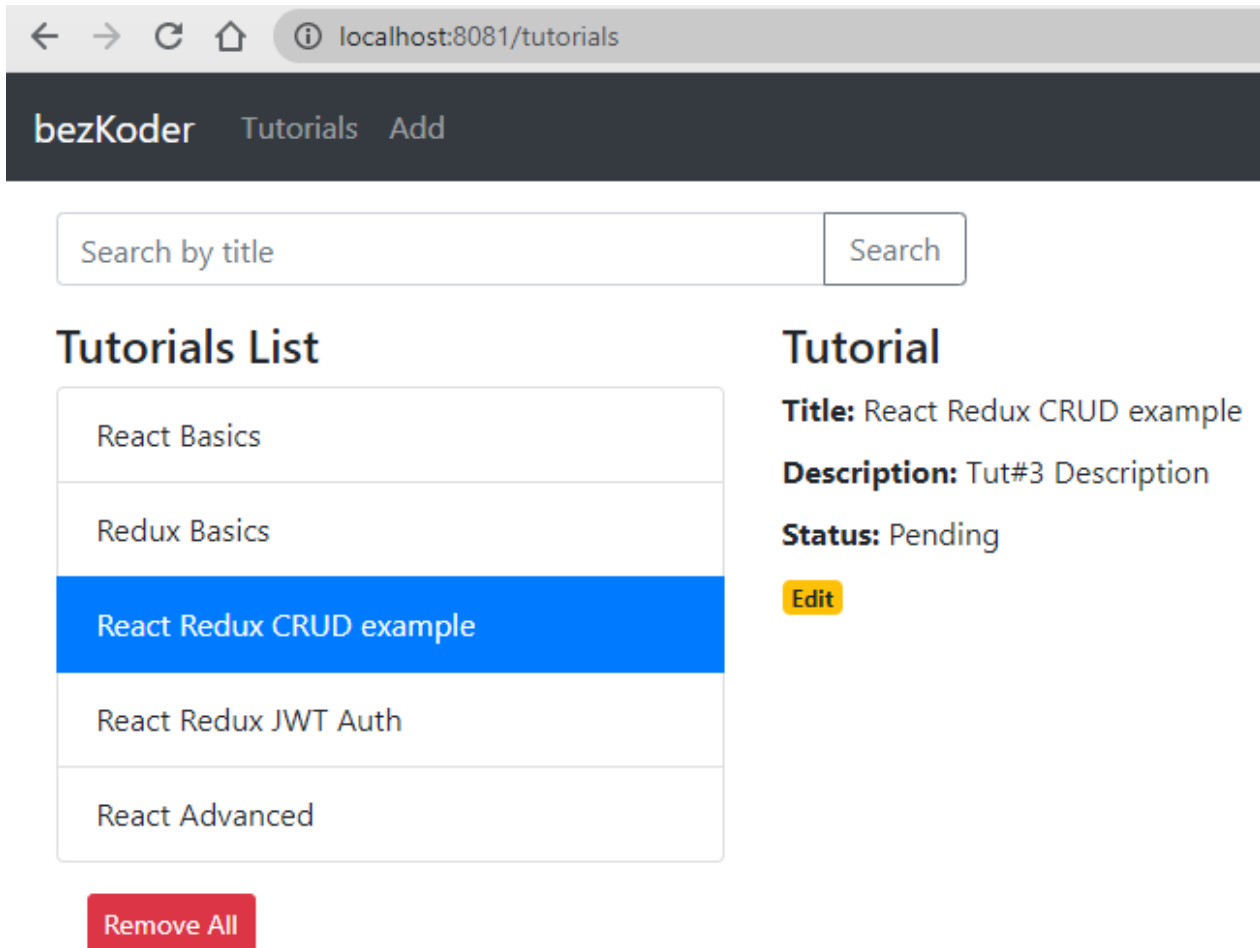 localhost:8081/tutorials
bezKoder Tutorials Add
Search by title Search
Tutorials List
React Basics
Redux Basics
React Redux CRUD example
React Redux JWT Auth
React Advanced
Remove All
Tutorial
Title: React Redux CRUD example
Description: Tut#3 Description
Status: Pending
Edit